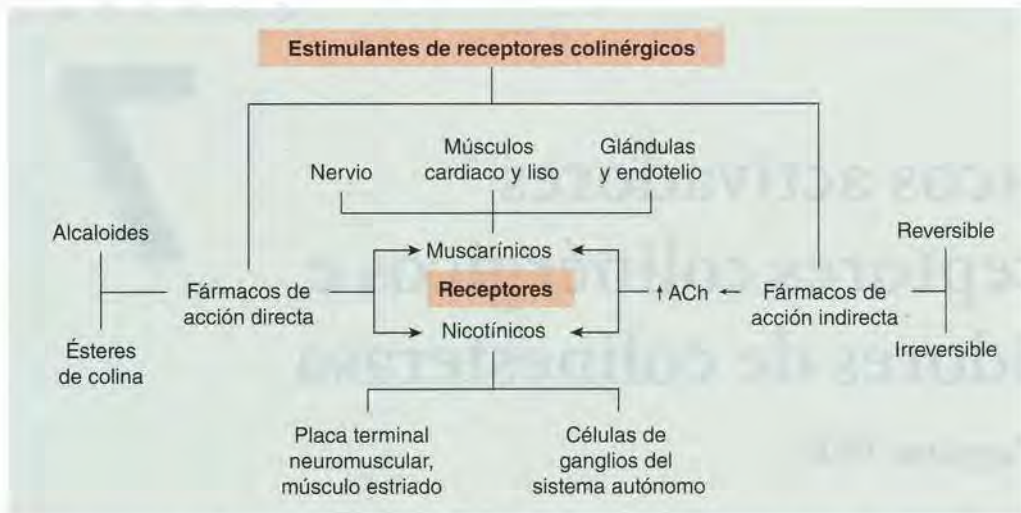 Estimulantes de receptores colinérgicos
Nervio
Músculos
cardiaco y liso
Glándulas
y endotelio
Alcaloides
Ésteres
de colina
Fármacos de
acción directa
Muscarínicos
Receptores
Nicotínicos
↑ ACh
Fármacos de
acción indirecta
Reversible
Irreversible
Placa terminal
neuromuscular,
músculo estriado
Células de
ganglios del
sistema autónomo